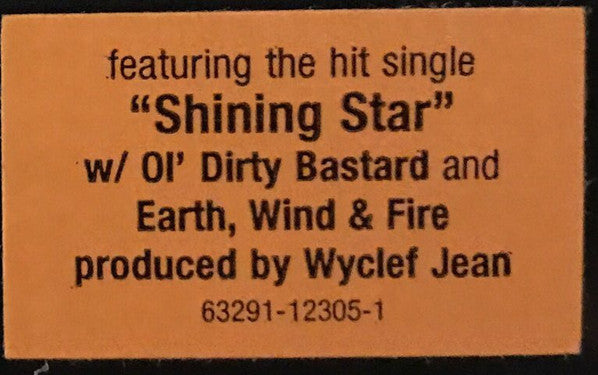 featuring the hit single
“Shining Star”
w/ Ol’ Dirty Bastard and
Earth, Wind & Fire
produced by Wyclef Jean
63291-12305-1